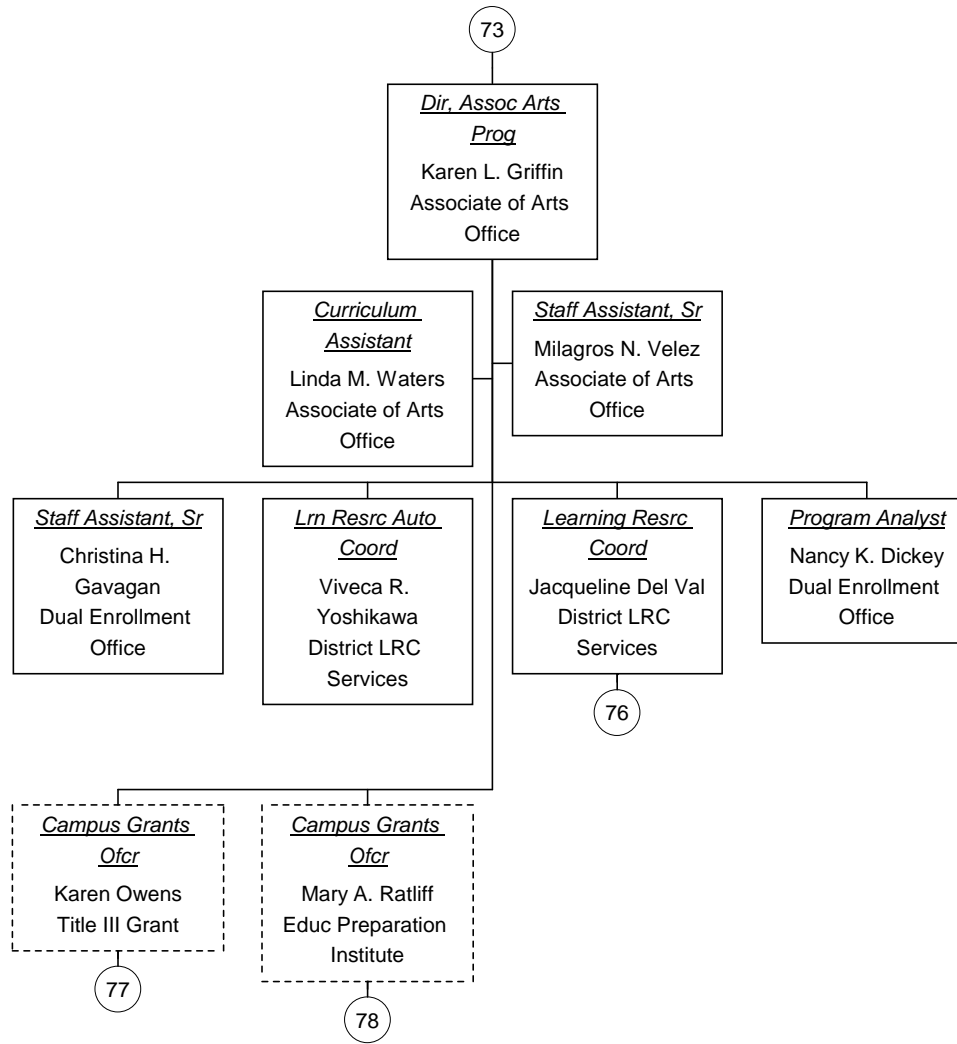 73
Dir, Assoc Arts
Prog
Karen L. Griffin
Associate of Arts
Office
Curriculum
Assistant
Linda M. Waters
Associate of Arts
Office
Staff Assistant, Sr
Milagros N. Velez
Associate of Arts
Office
Staff Assistant, Sr
Christina H.
Gavagan
Dual Enrollment
Office
Lrn Resrc Auto
Coord
Viveca R.
Yoshikawa
District LRC
Services
Learning Resrc
Coord
Jacqueline Del Val
District LRC
Services
76
Program Analyst
Nancy K. Dickey
Dual Enrollment
Office
Campus Grants
Ofcr
Karen Owens
Title III Grant
77
Campus Grants
Ofcr
Mary A. Ratliff
Educ Preparation
Institute
78